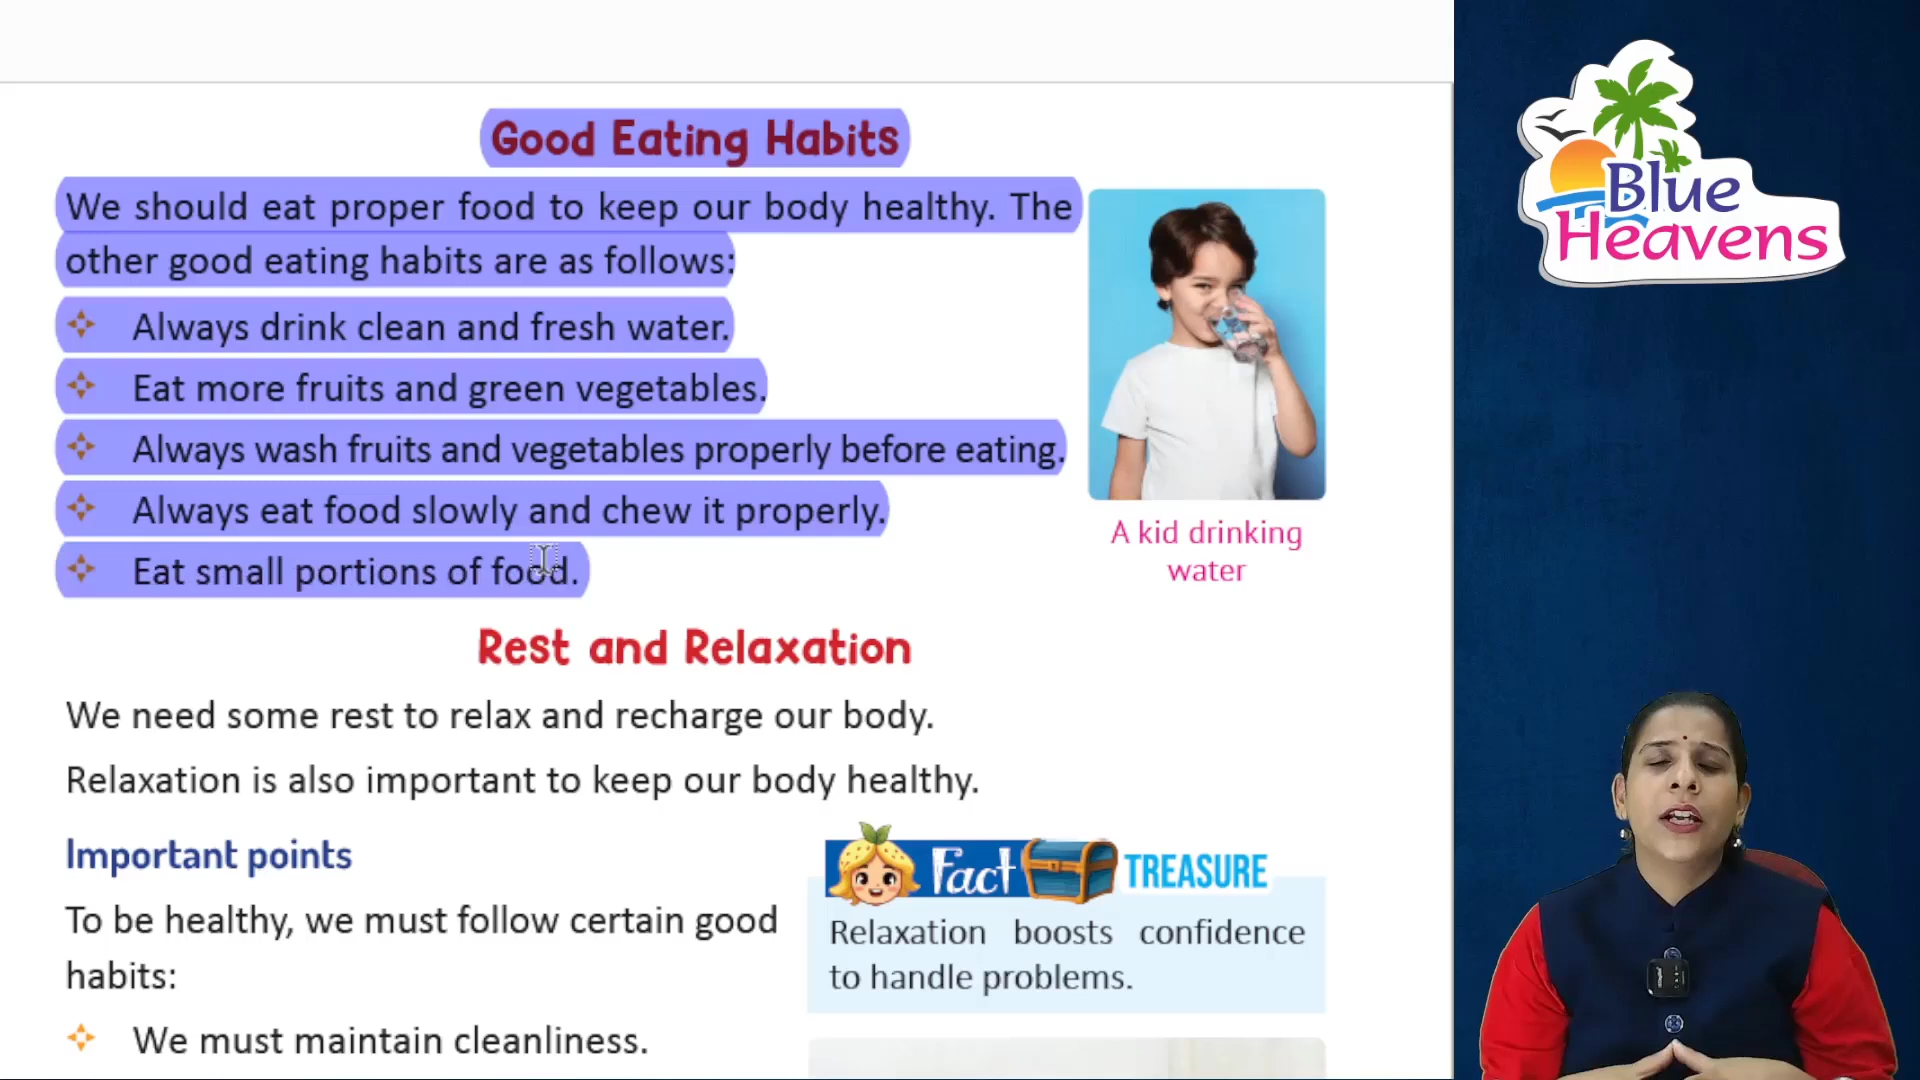 Good Eating Habits
We should eat proper food to keep our body healthy. The
other good eating habits are as follows:
Always drink clean and fresh water.
Eat more fruits and green vegetables.
Always wash fruits and vegetables properly before eating.
Always eat food slowly and chew it properly.
Eat small portions of food.
A kid drinking
water
Rest and Relaxation
We need some rest to relax and recharge our body.
Relaxation is also important to keep our body healthy.
Important points
To be healthy, we must follow certain good
habits:
We must maintain cleanliness.
Fact TREASURE
Relaxation boosts confidence
to handle problems.
Blue
Heavens